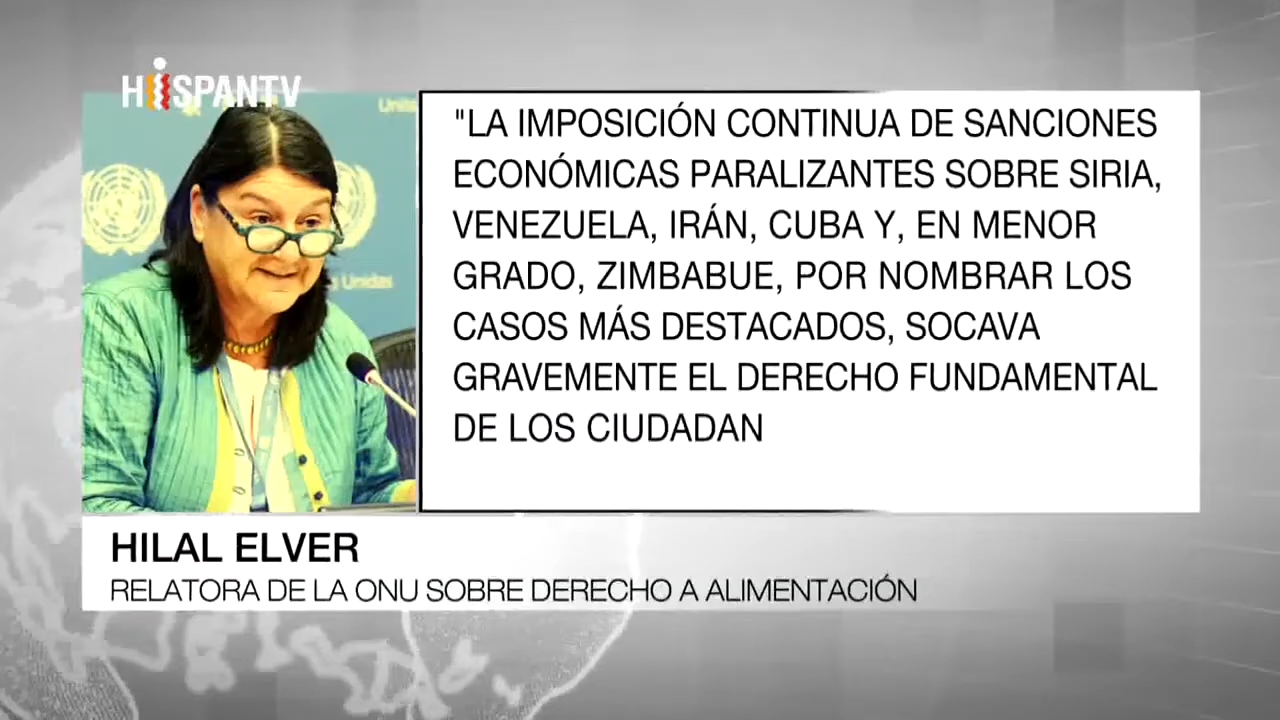 HISPANTV
Unite
"LA IMPOSICIÓN CONTINUA DE SANCIONES
ECONÓMICAS PARALIZANTES SOBRE SIRIA,
VENEZUELA, IRÁN, CUBA Y, EN MENOR
GRADO, ZIMBABUE, POR NOMBRAR LOS
CASOS MÁS DESTACADOS, SOCAVA
GRAVEMENTE EL DERECHO FUNDAMENTAL
DE LOS CIUDADAN
Unidas
HILAL ELVER
RELATORA DE LA ONU SOBRE DERECHO A ALIMENTACIÓN